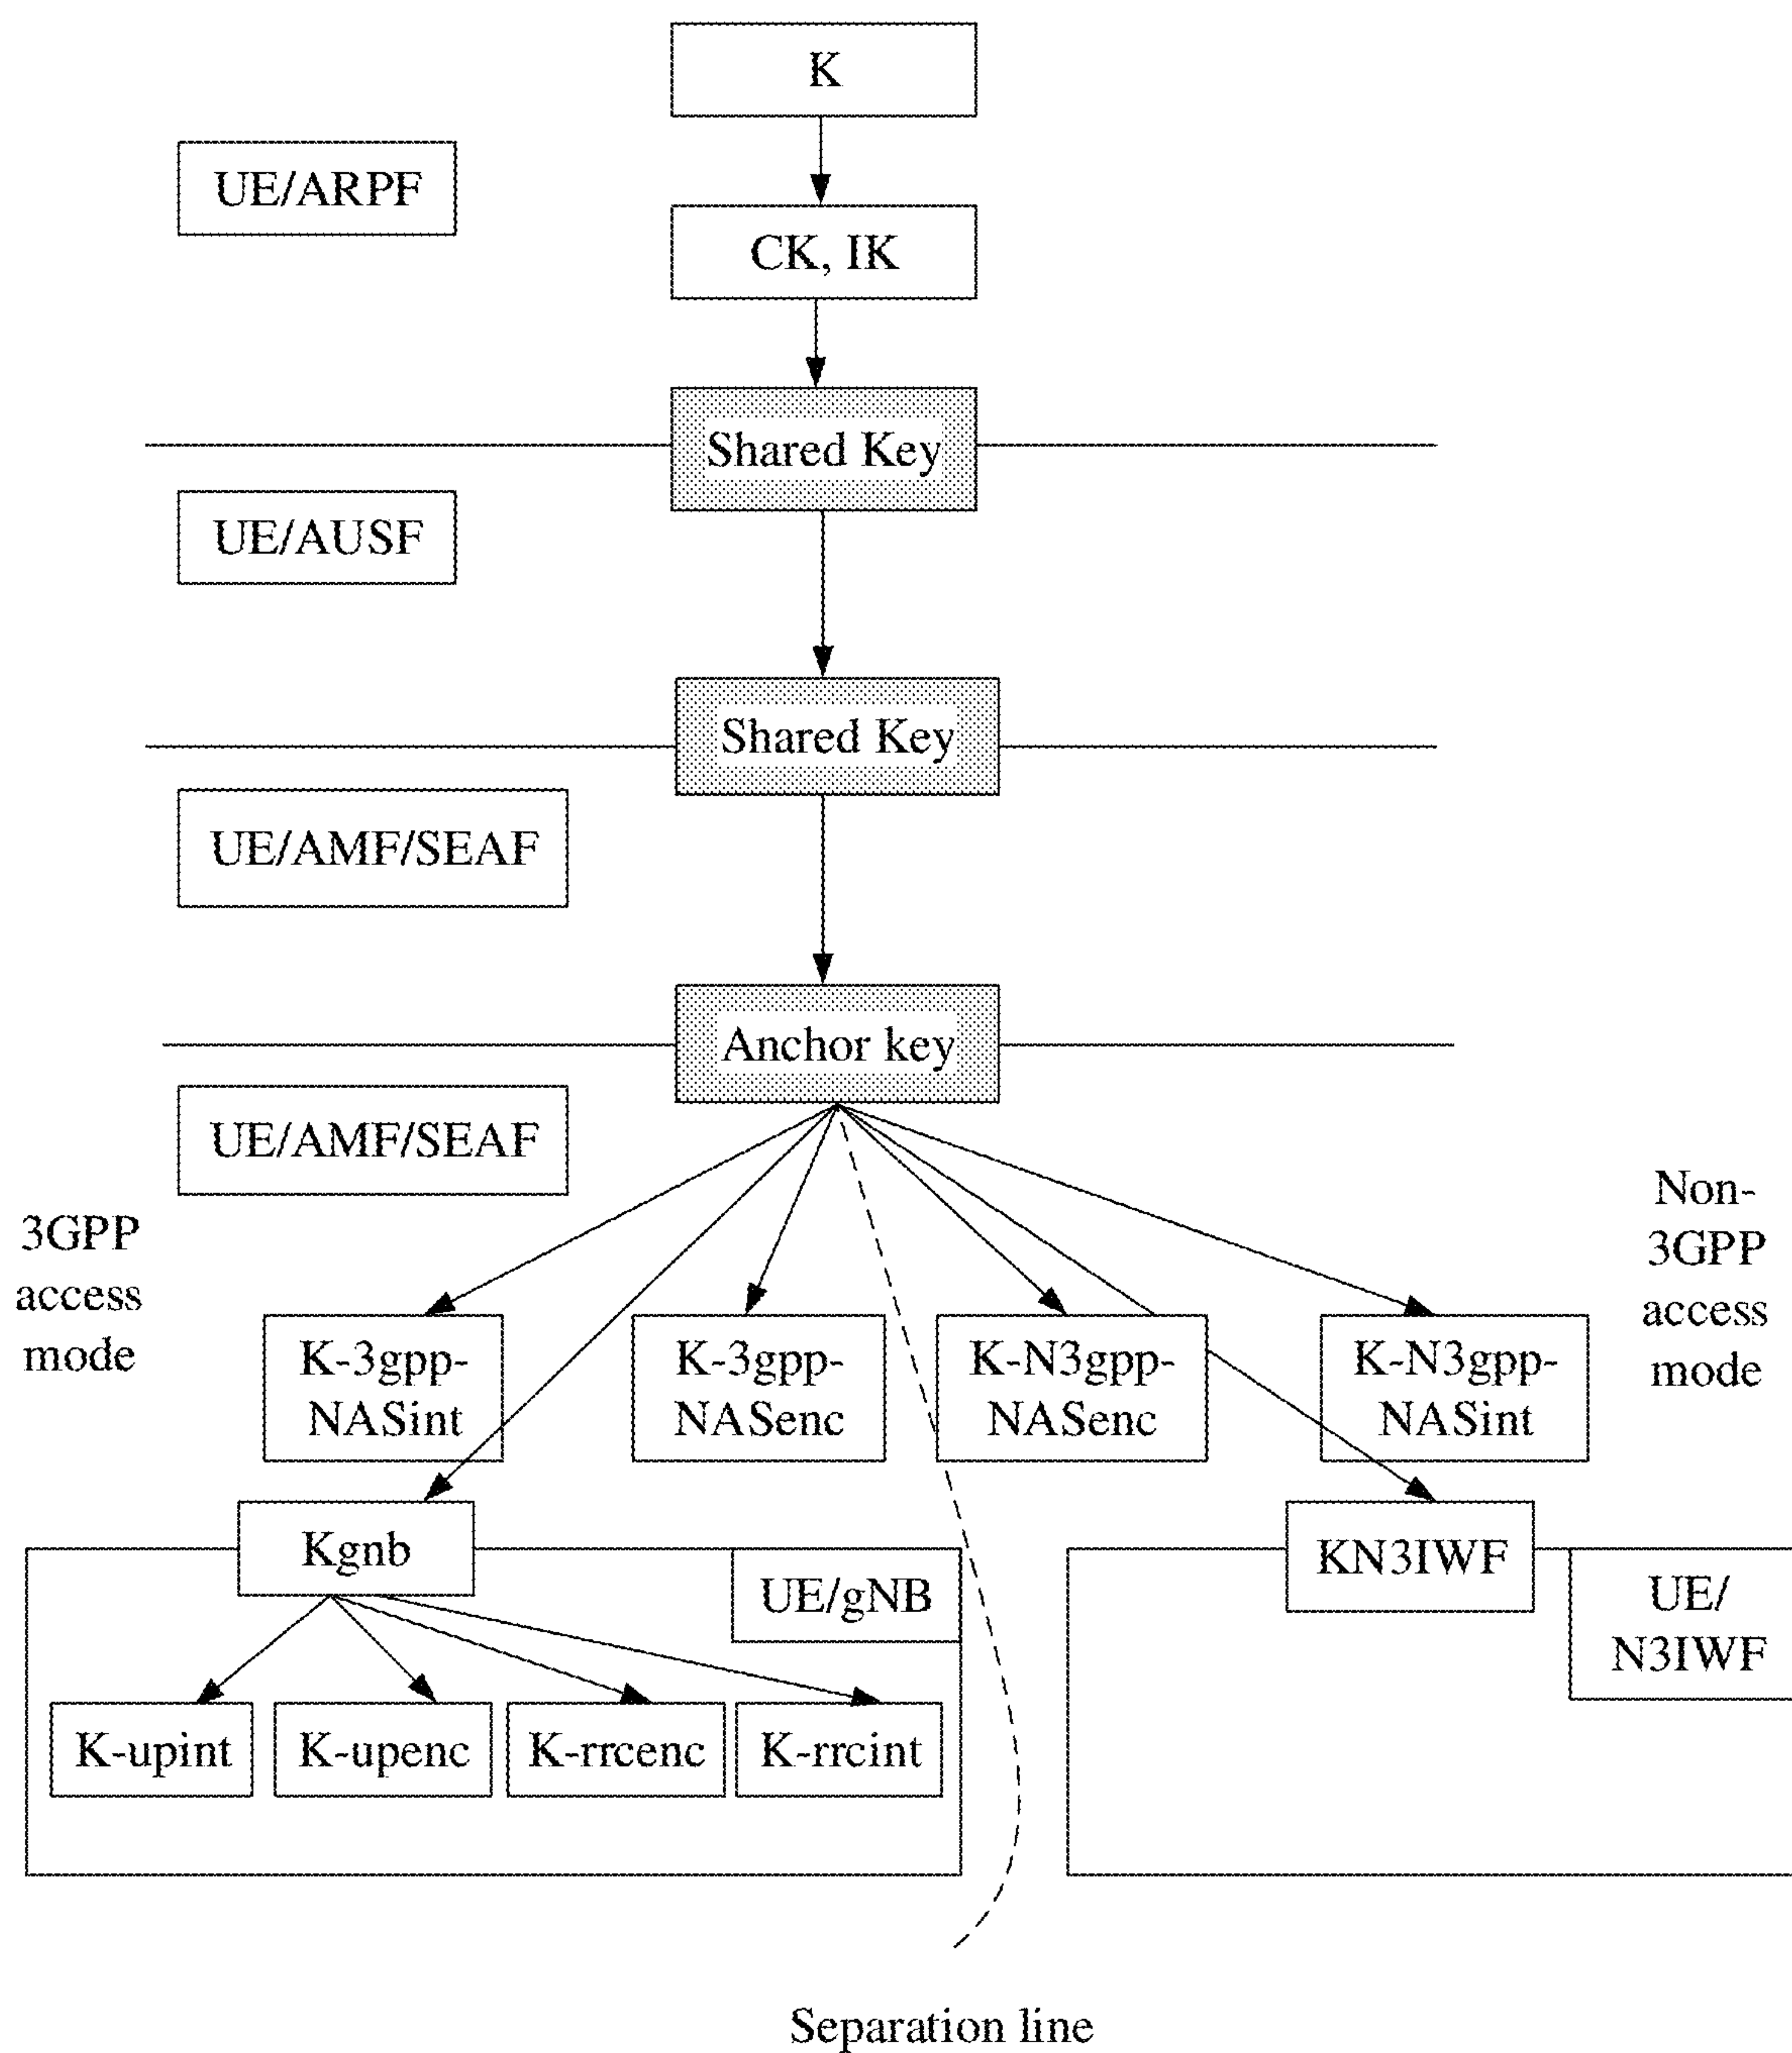 K
UE/ARPF
CK, IK
Shared Key
UE/AUSF
Shared Key
UE/AMF/SEAF
Anchor key
UE/AMF/SEAF
3GPP
access
mode
Non-
3GPP
access
mode
K-3gpp-
NASint
K-3gpp-
NASenc
K-N3gpp-
NASenc
K-N3gpp-
NASint
Kgnb
UE/gNB
KN3IWF
UE/
N3IWF
K-upint
K-upenc
K-rrcenc
K-rrcint
Separation line